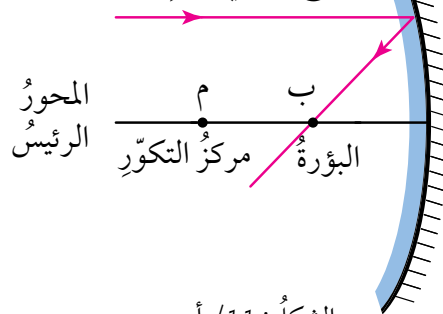 م
ب
المحورُ
الرئيسُ
مركزُ التكوّرِ
البؤرةُ